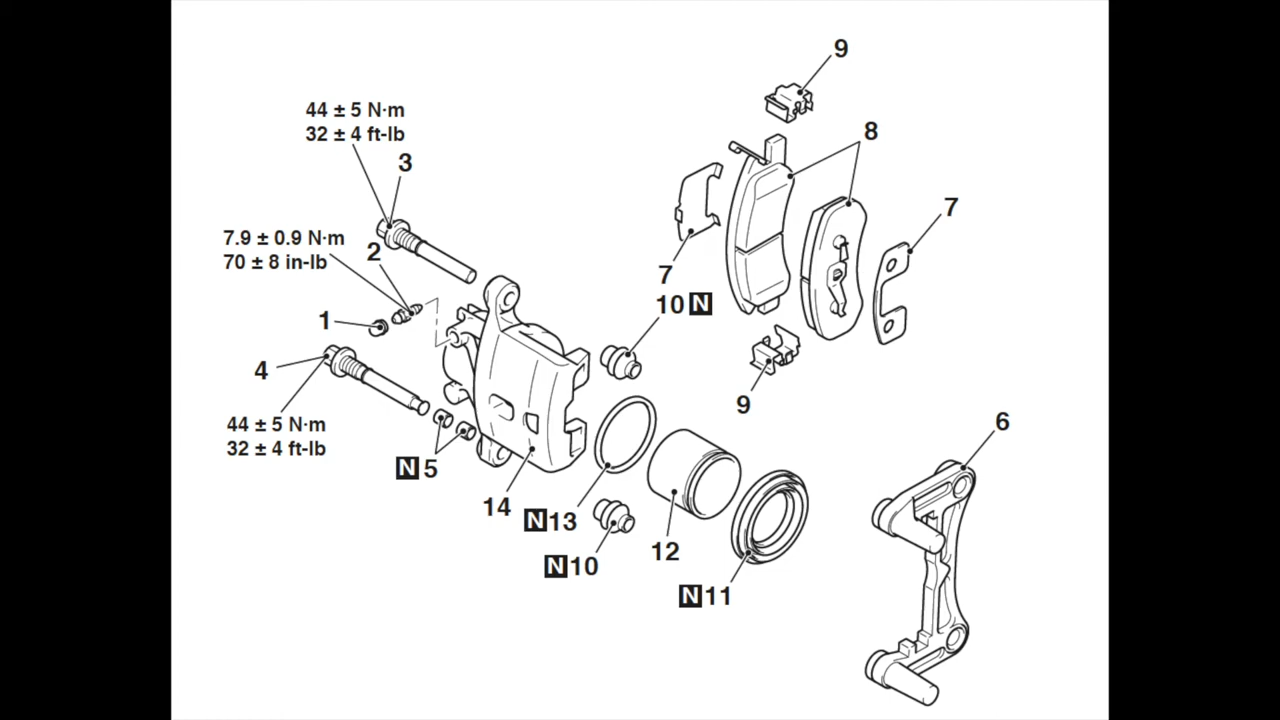 9
44 ± 5 N·m
32 ± 4 ft-lb
8
3
7
7.9 ± 0.9 N·m
70 ± 8 in-lb
2
7
10 N
1
4
9
44 ± 5 N·m
32 ± 4 ft-lb
6
N 5
14
N 13
12
N 10
N 11